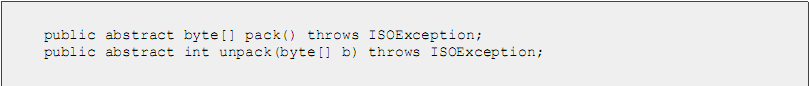 public abstract byte[] pack() throws ISOException;
public abstract int unpack(byte[] b) throws ISOException;